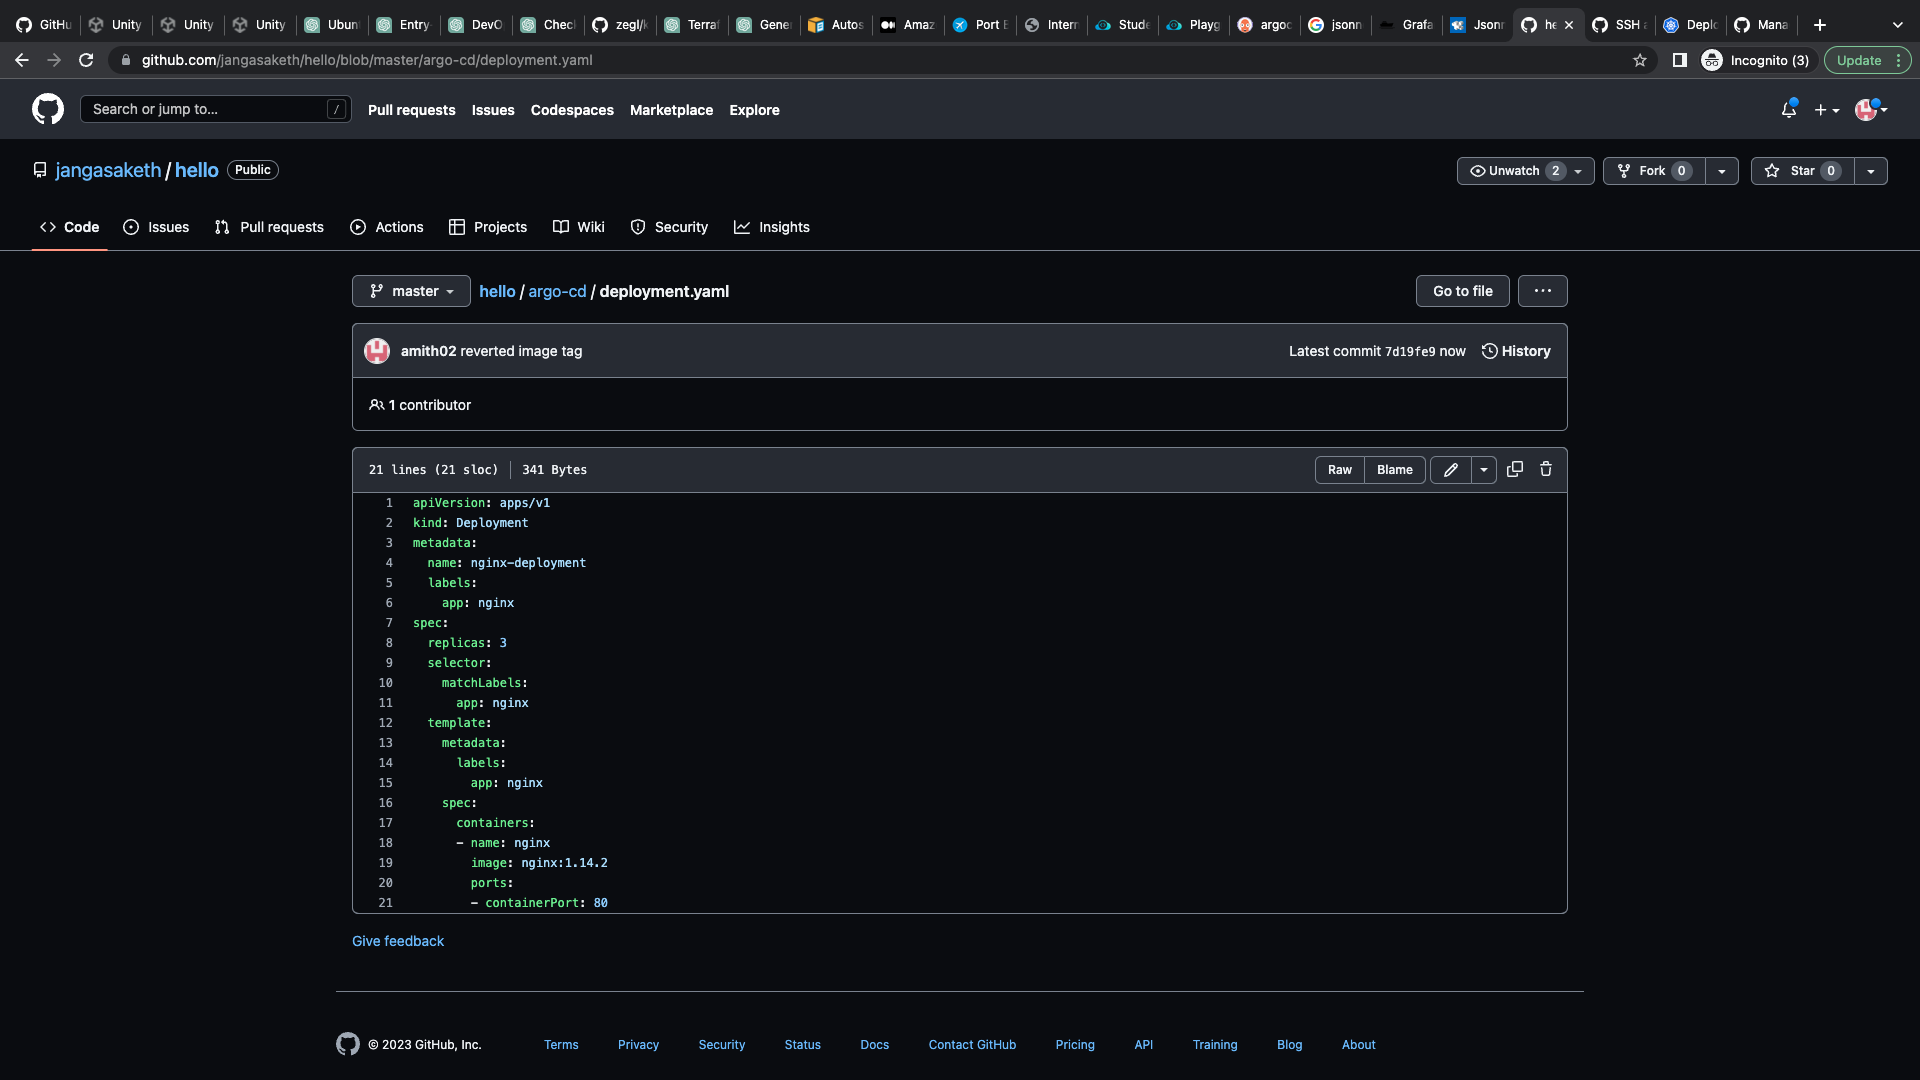 GitHu
Unity
Unity
Unity
Ubun
Entry
DevO
Chec
zegl/k
Terraf
Gene
Autos
Amaz
Port E
Intern
Stude
Playg
argoc
jsonn
Grafa
Jsonn
he
SSH a
Deplo
Mana
github.com/jangasaketh/hello/blob/master/argo-cd/deployment.yaml
Incognito (3)
Update
Search or jump to...
/
Pull requests
Issues
Codespaces
Marketplace
Explore
jangasaketh / hello
Public
Unwatch 2
Fork 0
Star 0
Code
Issues
Pull requests
Actions
Projects
Wiki
Security
Insights
master
hello / argo-cd / deployment.yaml
Go to file
...
amith02 reverted image tag
Latest commit 7d19fe9 now
History
1 contributor
21 lines (21 sloc)
341 Bytes
Raw
Blame
1 apiVersion: apps/v1
2 kind: Deployment
3 metadata:
4 name: nginx-deployment
5 labels:
6 app: nginx
7 spec:
8 replicas: 3
9 selector:
10 matchLabels:
11 app: nginx
12 template:
13 metadata:
14 labels:
15 app: nginx
16 spec:
17 containers:
18 - name: nginx
19 image: nginx:1.14.2
20 ports:
21 - containerPort: 80
Give feedback
© 2023 GitHub, Inc.
Terms
Privacy
Security
Status
Docs
Contact GitHub
Pricing
API
Training
Blog
About